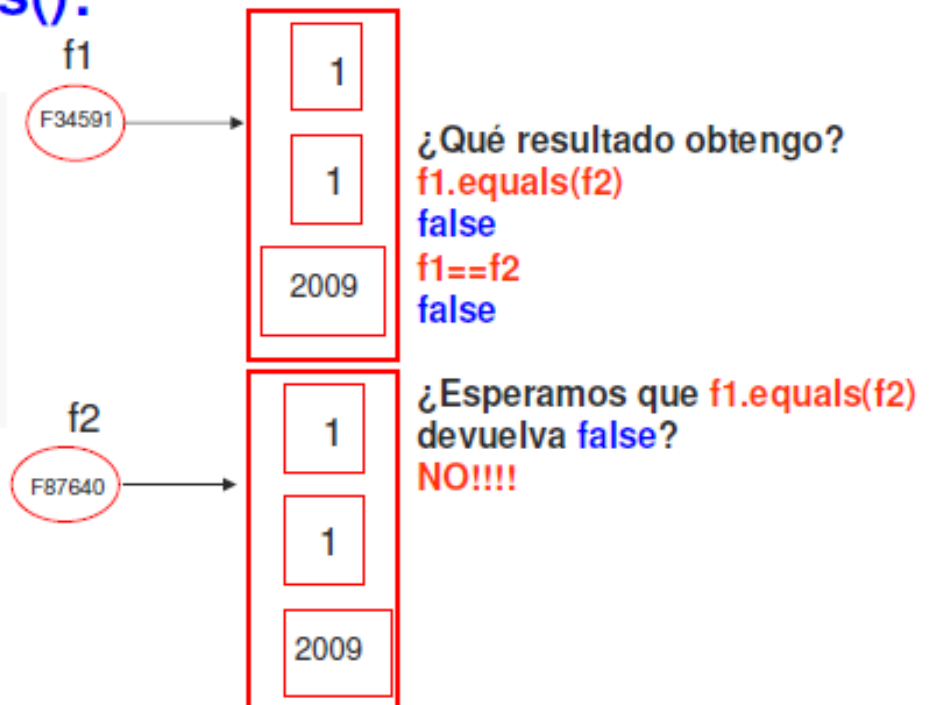 s():
f1
F34591
1
1
2009
¿Qué resultado obtengo?
f1.equals(f2)
false
f1==f2
false
f2
F87640
1
1
2009
¿Esperamos que f1.equals(f2)
devuelva false?
NO!!!!